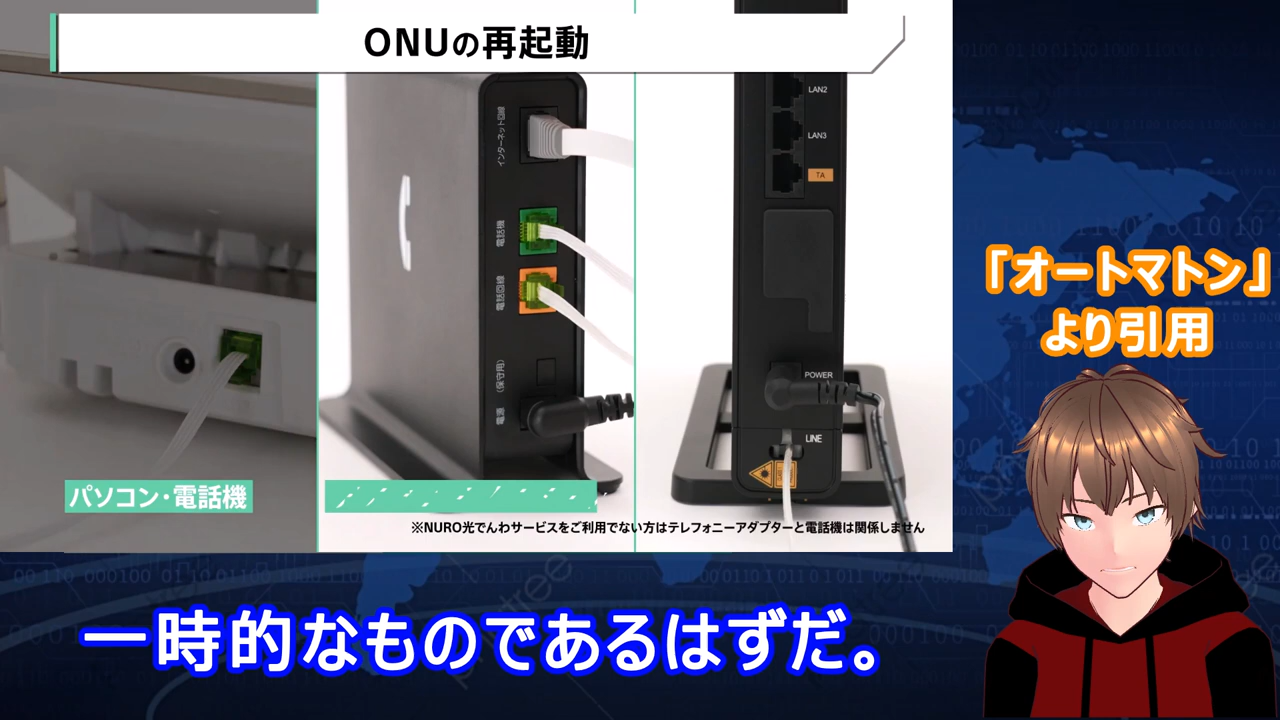 ONUの再起動
インターネット回線
電話機
電話回線
(保守用)
電源
LAN2
LAN3
TA
POWER
LINE
パソコン・電話機
※NURO光でんわサービスをご利用でない方はテレフォニーアダプターと電話機は関係しません
「オートマトン」
より引用
一時的なものであるはずだ。